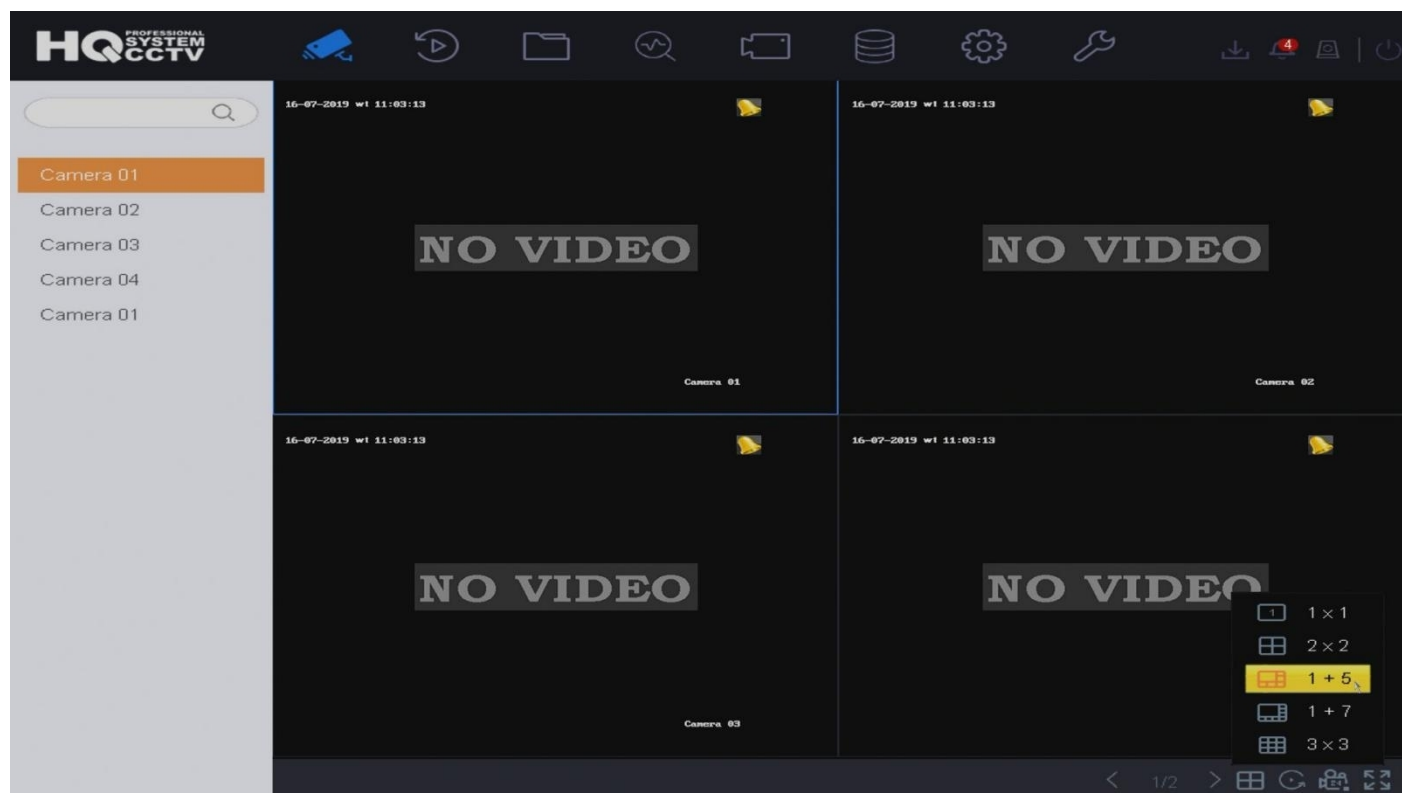 HQ PROFESSIONAL SYSTEM CCTV
4
Camera 01
Camera 02
Camera 03
Camera 04
Camera 01
16-07-2019 wt 11:03:13
NO VIDEO
Camera 01
16-07-2019 wt 11:03:13
NO VIDEO
Camera 02
16-07-2019 wt 11:03:13
NO VIDEO
Camera 03
16-07-2019 wt 11:03:13
NO VIDEO
1 1 × 1
2 × 2
1 + 5
1 + 7
3 × 3
1/2